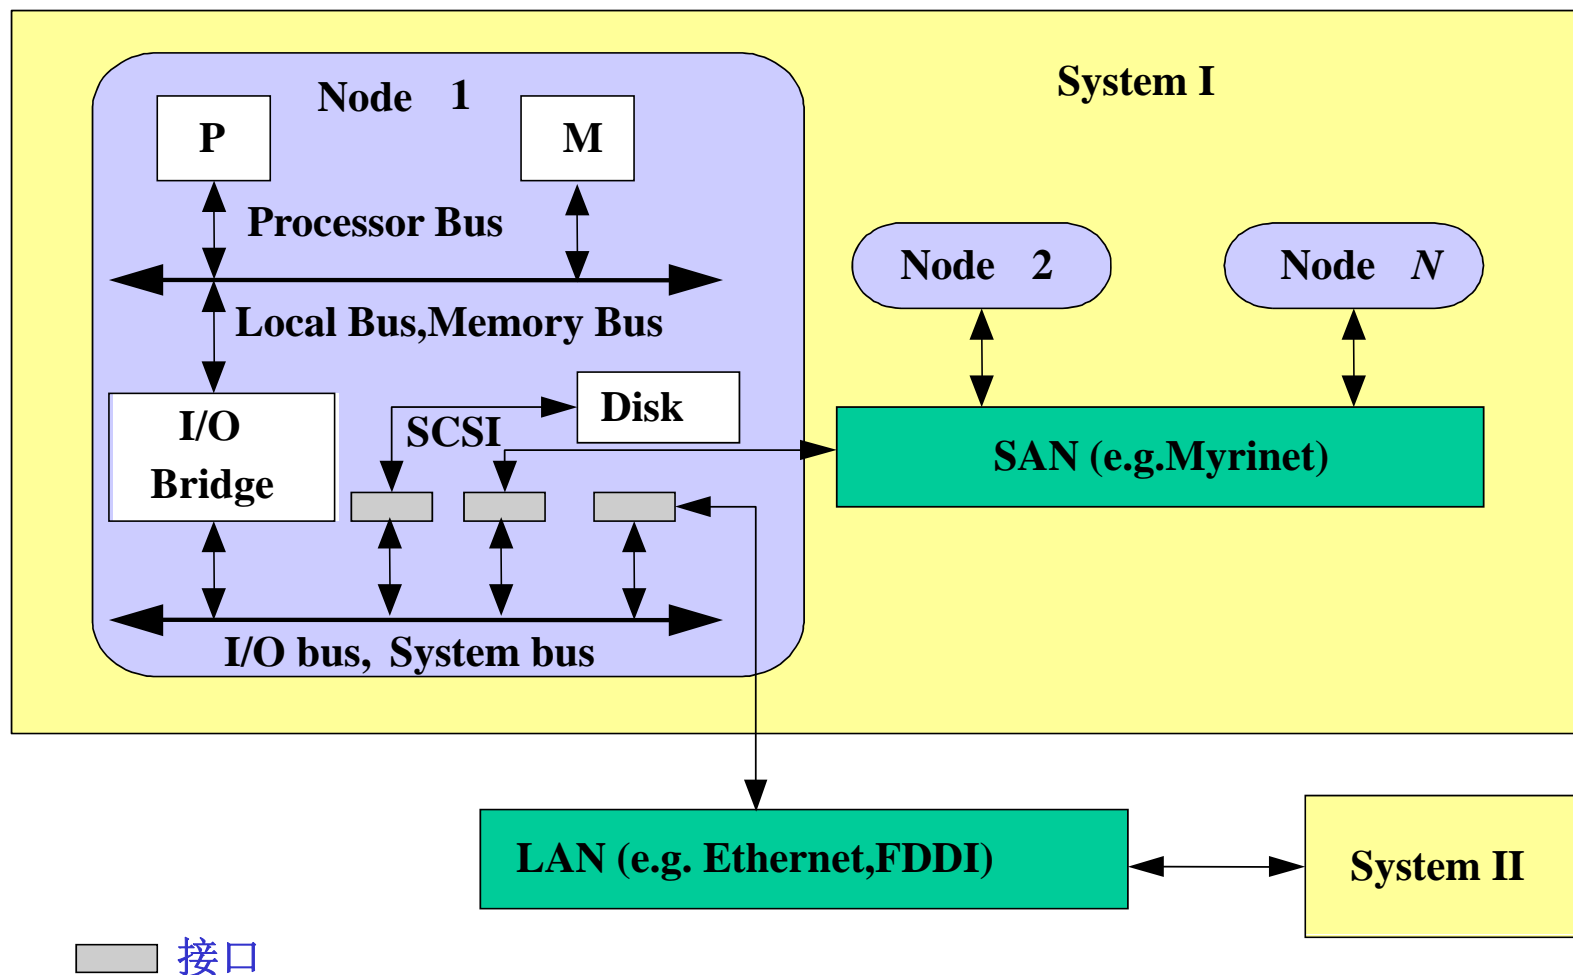 System I
Node 1
P
M
Processor Bus
Local Bus,Memory Bus
Node 2
Node N
I/O
Bridge
Disk
SCSI
SAN (e.g.Myrinet)
I/O bus, System bus
LAN (e.g. Ethernet,FDDI)
System II
接口